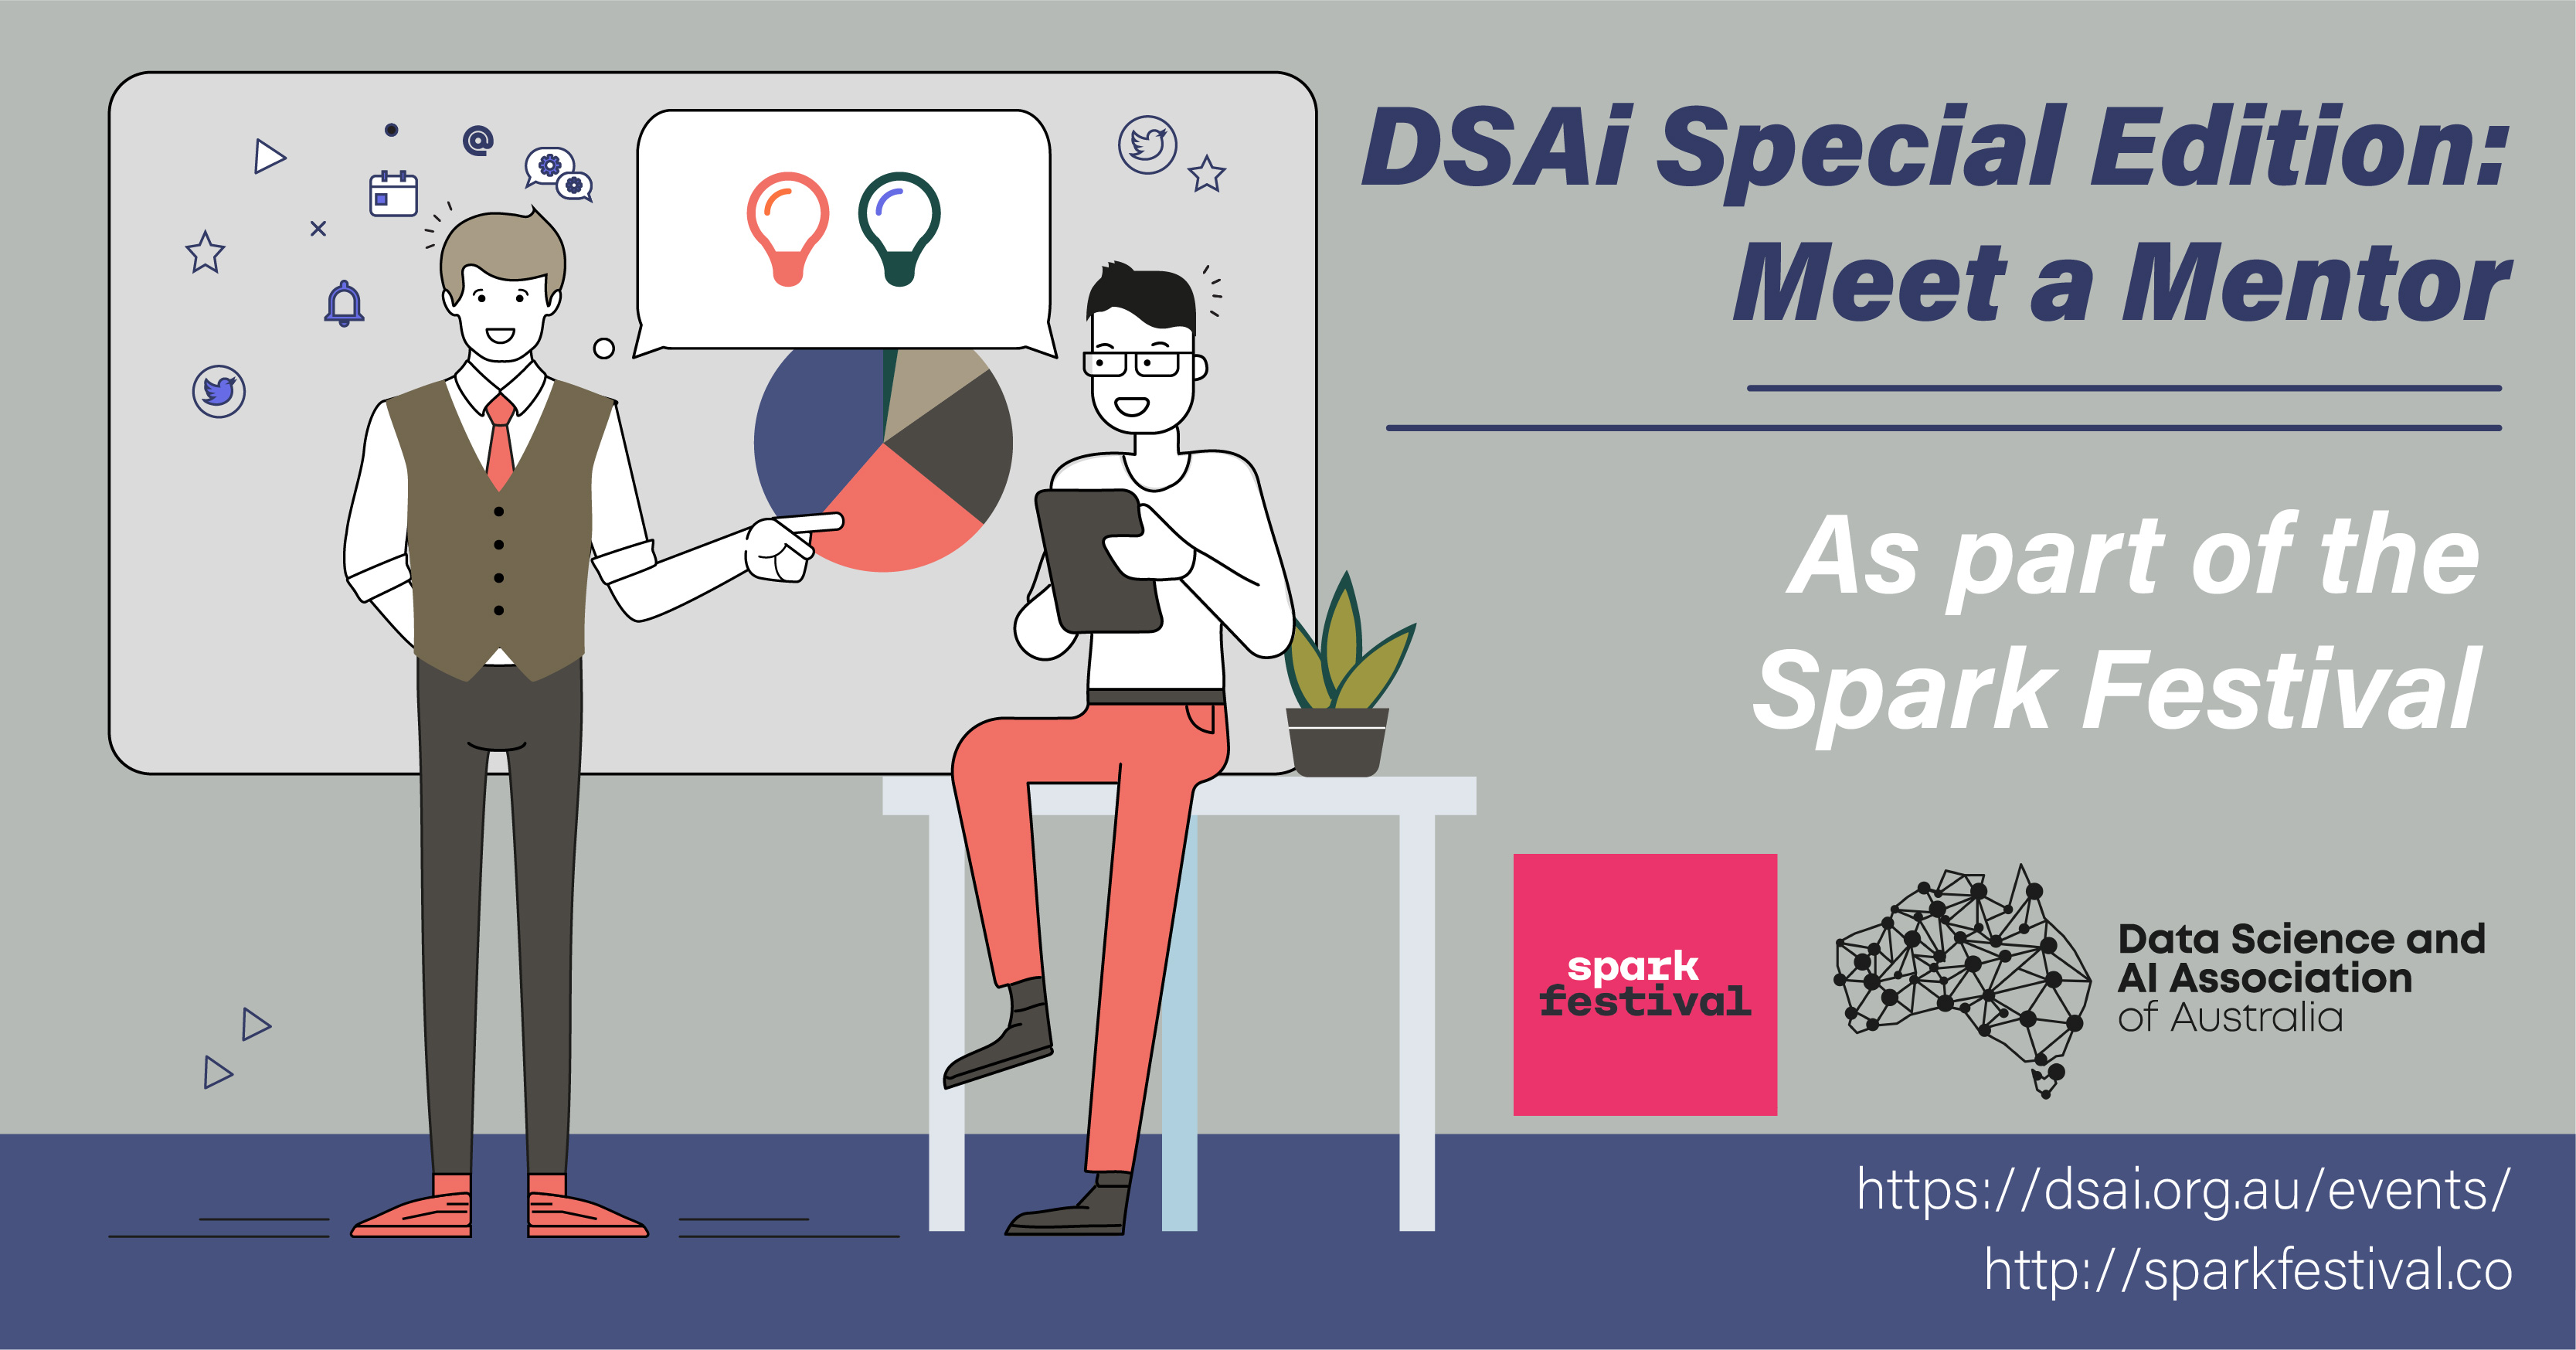 DSAi Special Edition:
Meet a Mentor
As part of the
Spark Festival
spark
festival
Data Science and
AI Association
of Australia
https://dsai.org.au/events/
http://sparkfestival.co